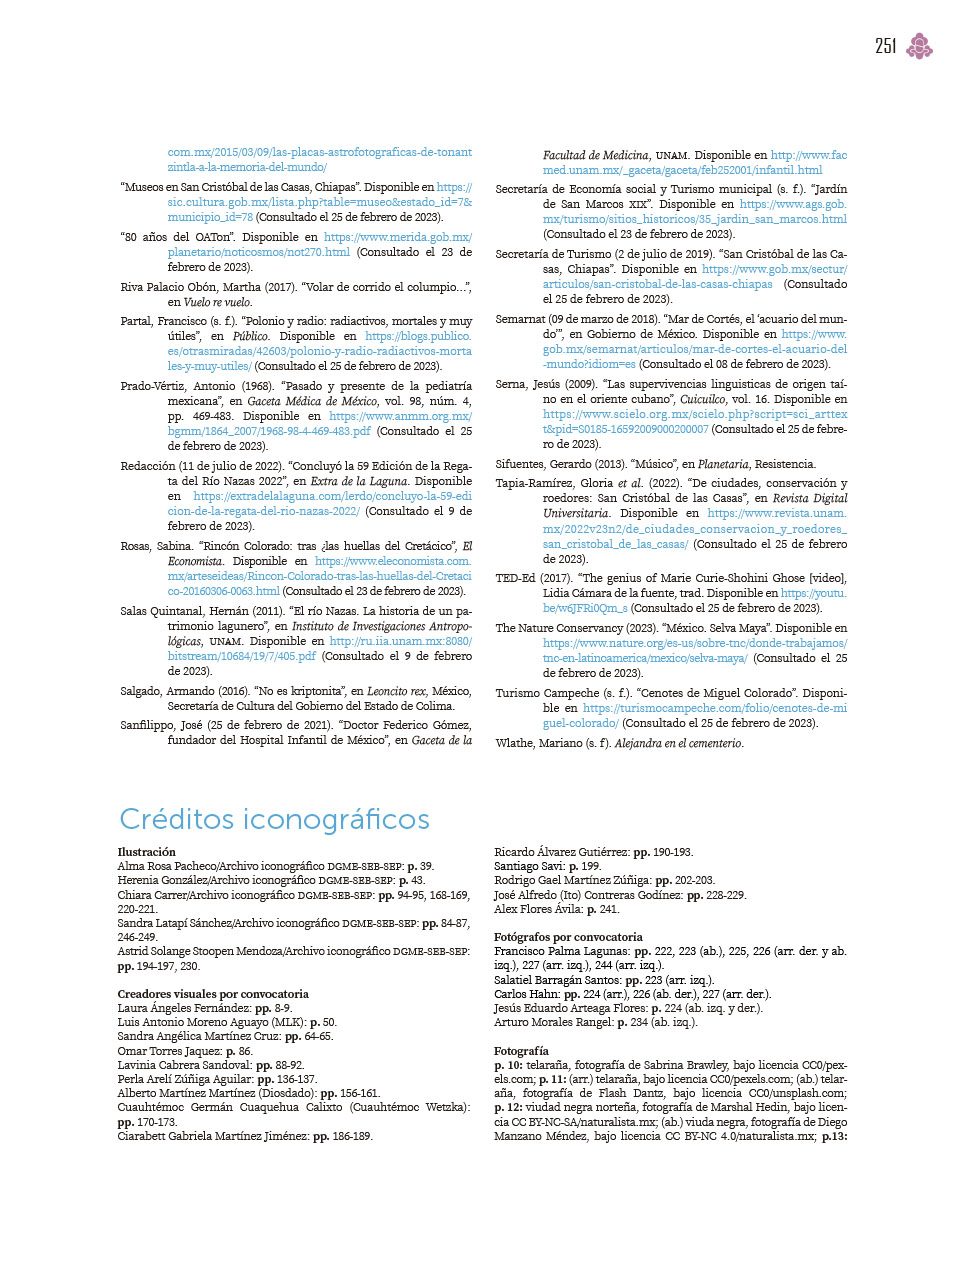 251
com.mx/2015/03/09/las-placas-astrofotograficas-de-tonant
zintla-a-la-memoria-del-mundo/
“Museos en San Cristóbal de las Casas, Chiapas”. Disponible en https://
sic.cultura.gob.mx/lista.php?table=museo&estado_id=7&
municipio_id=78 (Consultado el 25 de febrero de 2023).
“80 años del OATon”. Disponible en https://www.merida.gob.mx/
planetario/noticosmos/not270.html (Consultado el 23 de
febrero de 2023).
Riva Palacio Obón, Martha (2017). “Volar de corrido el columpio…”,
en Vuelo re vuelo.
Partal, Francisco (s. f.). “Polonio y radio: radiactivos, mortales y muy
útiles”, en Público. Disponible en https://blogs.publico.
es/otrasmiradas/42603/polonio-y-radio-radiactivos-morta
les-y-muy-utiles/ (Consultado el 25 de febrero de 2023).
Prado-Vértiz, Antonio (1968). “Pasado y presente de la pediatría
mexicana”, en Gaceta Médica de México, vol. 98, núm. 4,
pp. 469-483. Disponible en https://www.anmm.org.mx/
bgmm/1864_2007/1968-98-4-469-483.pdf (Consultado el 25
de febrero de 2023).
Redacción (11 de julio de 2022). “Concluyó la 59 Edición de la Rega-
ta del Río Nazas 2022”, en Extra de la Laguna. Disponible
en https://extradelalaguna.com/lerdo/concluyo-la-59-edi
cion-de-la-regata-del-rio-nazas-2022/ (Consultado el 9 de
febrero de 2023).
Rosas, Sabina. “Rincón Colorado: tras ¿las huellas del Cretácico”, El
Economista. Disponible en https://www.eleconomista.com.
mx/arteseideas/Rincon-Colorado-tras-las-huellas-del-Cretaci
co-20160306-0063.html (Consultado el 23 de febrero de 2023).
Salas Quintanal, Hernán (2011). “El río Nazas. La historia de un pa-
trimonio lagunero”, en Instituto de Investigaciones Antropo-
lógicas, UNAM. Disponible en http://ru.iia.unam.mx:8080/
bitstream/10684/19/7/405.pdf (Consultado el 9 de febrero
de 2023).
Salgado, Armando (2016). “No es kriptonita”, en Leoncito rex, México,
Secretaría de Cultura del Gobierno del Estado de Colima.
Sanfilippo, José (25 de febrero de 2021). “Doctor Federico Gómez,
fundador del Hospital Infantil de México”, en Gaceta de la
Facultad de Medicina, UNAM. Disponible en http://www.fac
med.unam.mx/_gaceta/gaceta/feb252001/infantil.html
Secretaría de Economía social y Turismo municipal (s. f.). “Jardín
de San Marcos XIX”. Disponible en https://www.ags.gob.
mx/turismo/sitios_historicos/35_jardin_san_marcos.html
(Consultado el 23 de febrero de 2023).
Secretaría de Turismo (2 de julio de 2019). “San Cristóbal de las Ca-
sas, Chiapas”. Disponible en https://www.gob.mx/sectur/
articulos/san-cristobal-de-las-casas-chiapas (Consultado
el 25 de febrero de 2023).
Semarnat (09 de marzo de 2018). “Mar de Cortés, el ‘acuario del mun-
do’”, en Gobierno de México. Disponible en https://www.
gob.mx/semarnat/articulos/mar-de-cortes-el-acuario-del
-mundo?idiom=es (Consultado el 08 de febrero de 2023).
Serna, Jesús (2009). “Las supervivencias linguisticas de origen taí-
no en el oriente cubano”, Cuicuilco, vol. 16. Disponible en
https://www.scielo.org.mx/scielo.php?script=sci_arttex
t&pid=S0185-16592009000200007 (Consultado el 25 de febre-
ro de 2023).
Sifuentes, Gerardo (2013). “Músico”, en Planetaria, Resistencia.
Tapia-Ramírez, Gloria et al. (2022). “De ciudades, conservación y
roedores: San Cristóbal de las Casas”, en Revista Digital
Universitaria. Disponible en https://www.revista.unam.
mx/2022v23n2/de_ciudades_conservacion_y_roedores_
san_cristobal_de_las_casas/ (Consultado el 25 de febrero
de 2023).
TED-Ed (2017). “The genius of Marie Curie-Shohini Ghose [video],
Lidia Cámara de la fuente, trad. Disponible en https://youtu.
be/w6JFRi0Qm_s (Consultado el 25 de febrero de 2023).
The Nature Conservancy (2023). “México. Selva Maya”. Disponible en
https://www.nature.org/es-us/sobre-tnc/donde-trabajamos/
tnc-en-latinoamerica/mexico/selva-maya/ (Consultado el 25
de febrero de 2023).
Turismo Campeche (s. f.). “Cenotes de Miguel Colorado”. Disponi-
ble en https://turismocampeche.com/folio/cenotes-de-mi
guel-colorado/ (Consultado el 25 de febrero de 2023).
Wlathe, Mariano (s. f). Alejandra en el cementerio.
Créditos iconográficos
Ilustración
Alma Rosa Pacheco/Archivo iconográfico DGME-SEB-SEP: p. 39.
Herenia González/Archivo iconográfico DGME-SEB-SEP: p. 43.
Chiara Carrer/Archivo iconográfico DGME-SEB-SEP: pp. 94-95, 168-169,
220-221.
Sandra Latapí Sánchez/Archivo iconográfico DGME-SEB-SEP: pp. 84-87,
246-249.
Astrid Solange Stoopen Mendoza/Archivo iconográfico DGME-SEB-SEP:
pp. 194-197, 230.
Creadores visuales por convocatoria
Laura Ángeles Fernández: pp. 8-9.
Luis Antonio Moreno Aguayo (MLK): p. 50.
Sandra Angélica Martínez Cruz: pp. 64-65.
Omar Torres Jaquez: p. 86.
Lavinia Cabrera Sandoval: pp. 88-92.
Perla Arelí Zúñiga Aguilar: pp. 136-137.
Alberto Martínez Martínez (Diosdado): pp. 156-161.
Cuauhtémoc Germán Cuaquehua Calixto (Cuauhtémoc Wetzka):
pp. 170-173.
Ciarabett Gabriela Martínez Jiménez: pp. 186-189.
Ricardo Álvarez Gutiérrez: pp. 190-193.
Santiago Savi: p. 199.
Rodrigo Gael Martínez Zúñiga: pp. 202-203.
José Alfredo (Ito) Contreras Godínez: pp. 228-229.
Alex Flores Ávila: p. 241.
Fotógrafos por convocatoria
Francisco Palma Lagunas: pp. 222, 223 (ab.), 225, 226 (arr. der. y ab.
izq.), 227 (arr. izq.), 244 (arr. izq.).
Salatiel Barragán Santos: pp. 223 (arr. izq.).
Carlos Hahn: pp. 224 (arr.), 226 (ab. der.), 227 (arr. der.).
Jesús Eduardo Arteaga Flores: p. 224 (ab. izq. y der.).
Arturo Morales Rangel: p. 234 (ab. izq.).
Fotografía
p. 10: telaraña, fotografía de Sabrina Brawley, bajo licencia CC0/pex-
els.com; p. 11: (arr.) telaraña, bajo licencia CC0/pexels.com; (ab.) telar-
aña, fotografía de Flash Dantz, bajo licencia CC0/unsplash.com;
p. 12: viudad negra norteña, fotografía de Marshal Hedin, bajo licen-
cia CC BY-NC-SA/naturalista.mx; (ab.) viuda negra, fotografía de Diego
Manzano Méndez, bajo licencia CC BY-NC 4.0/naturalista.mx; p.13: